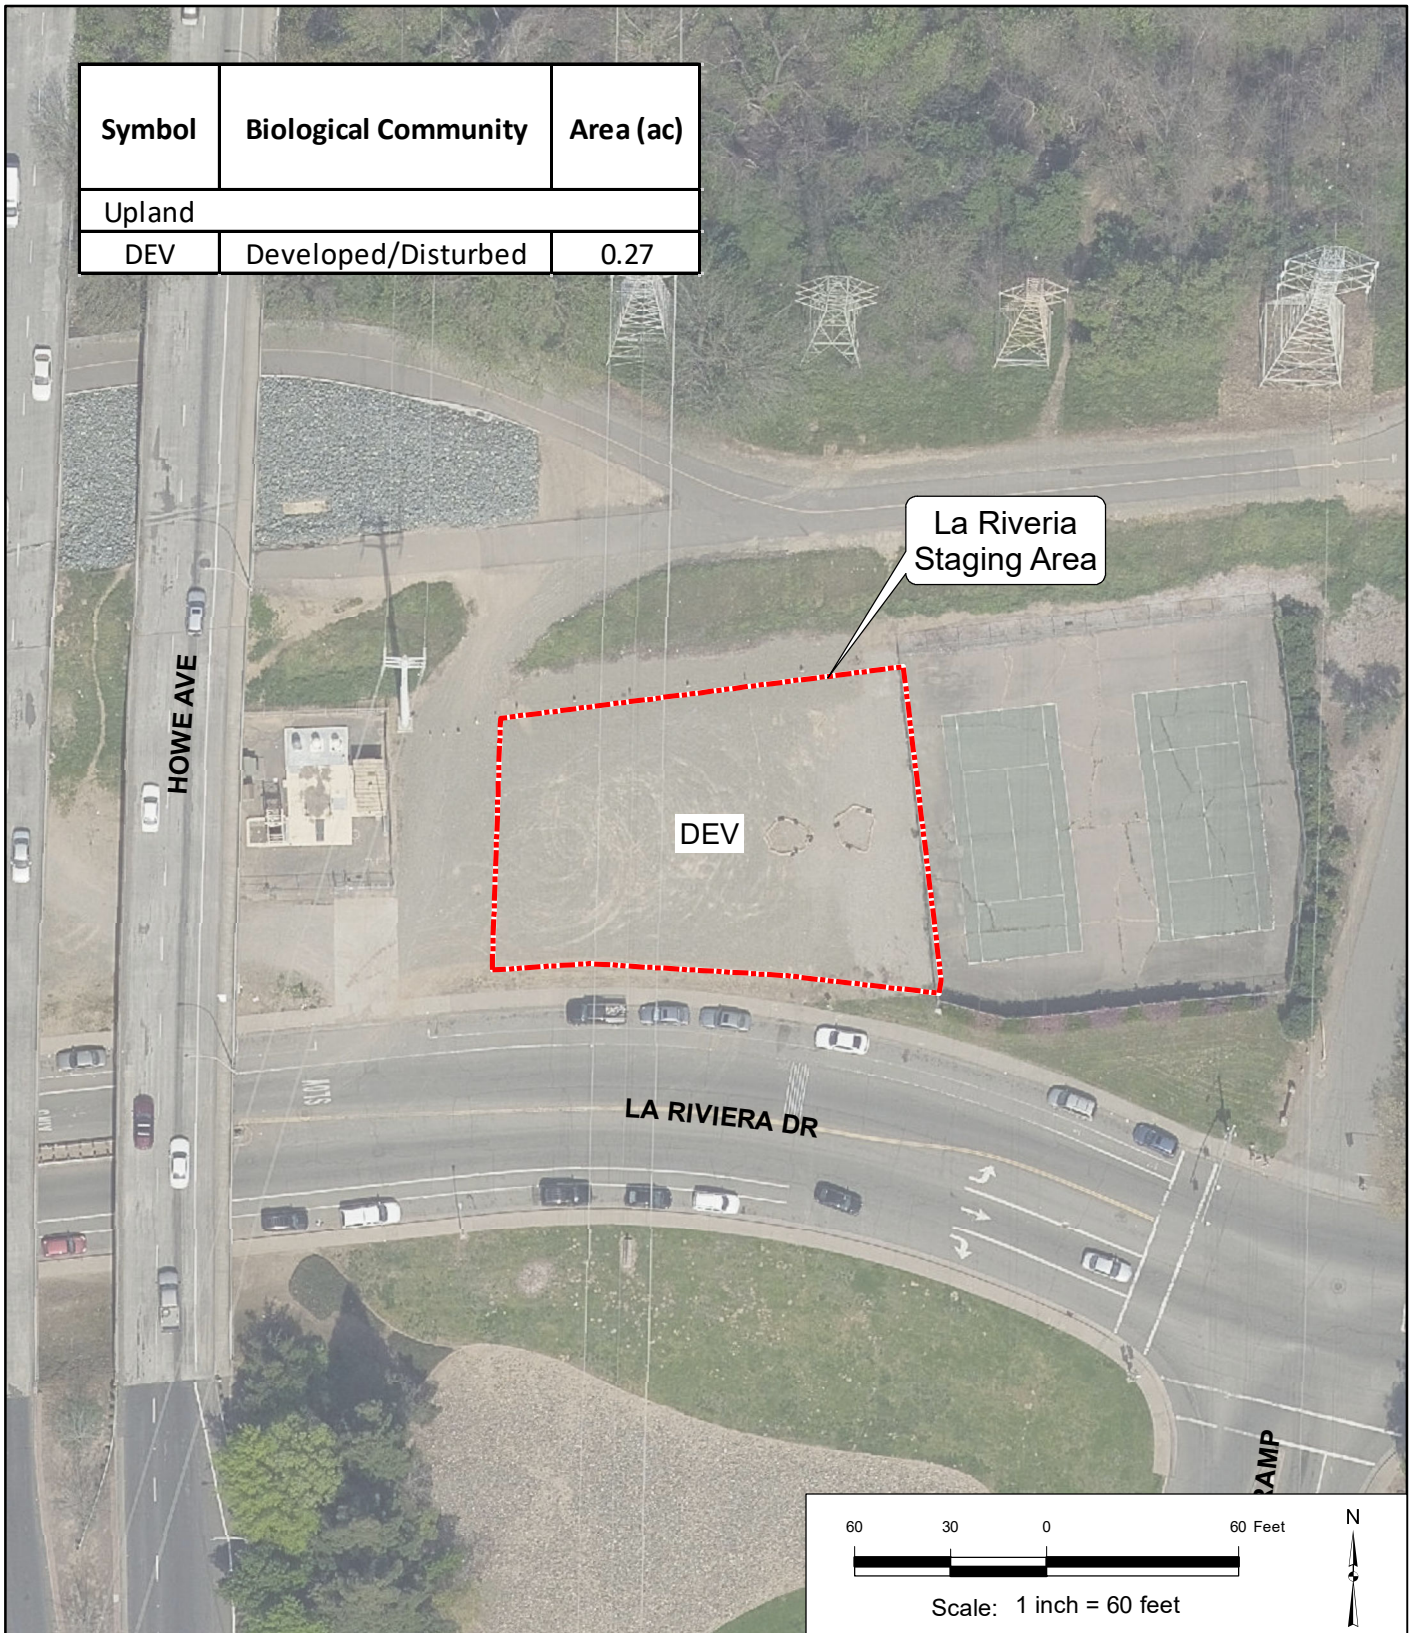 Symbol Biological Community Area (ac)
Upland
DEV Developed/Disturbed 0.27
La Riveria
Staging Area
HOWE AVE
DEV
SLOW
LA RIVIERA DR
RAMP
60 30 0 60 Feet
N
Scale: 1 inch = 60 feet